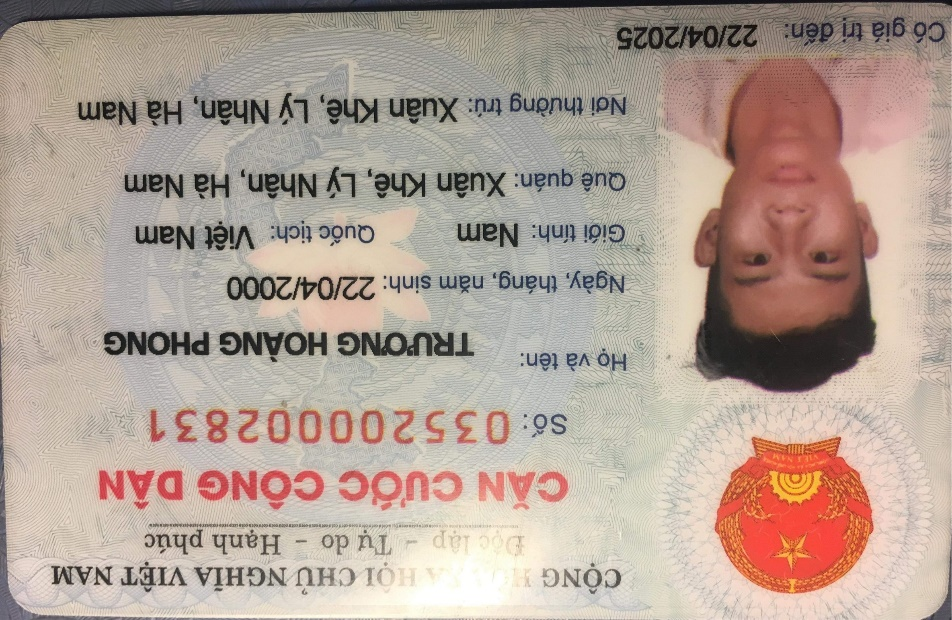 CỘNG HÒA XÃ HỘI CHỦ NGHĨA VIỆT NAM
Độc lập - Tự do - Hạnh phúc
CĂN CƯỚC CÔNG DÂN
Số: 035200002831
Họ và tên:
TRƯƠNG HOÀNG PHONG
Ngày, tháng, năm sinh: 22/04/2000
Giới tính: Nam Quốc tịch: Việt Nam
Quê quán: Xuân Khê, Lý Nhân, Hà Nam
Nơi thường trú: Xuân Khê, Lý Nhân, Hà Nam
Có giá trị đến: 22/04/2025